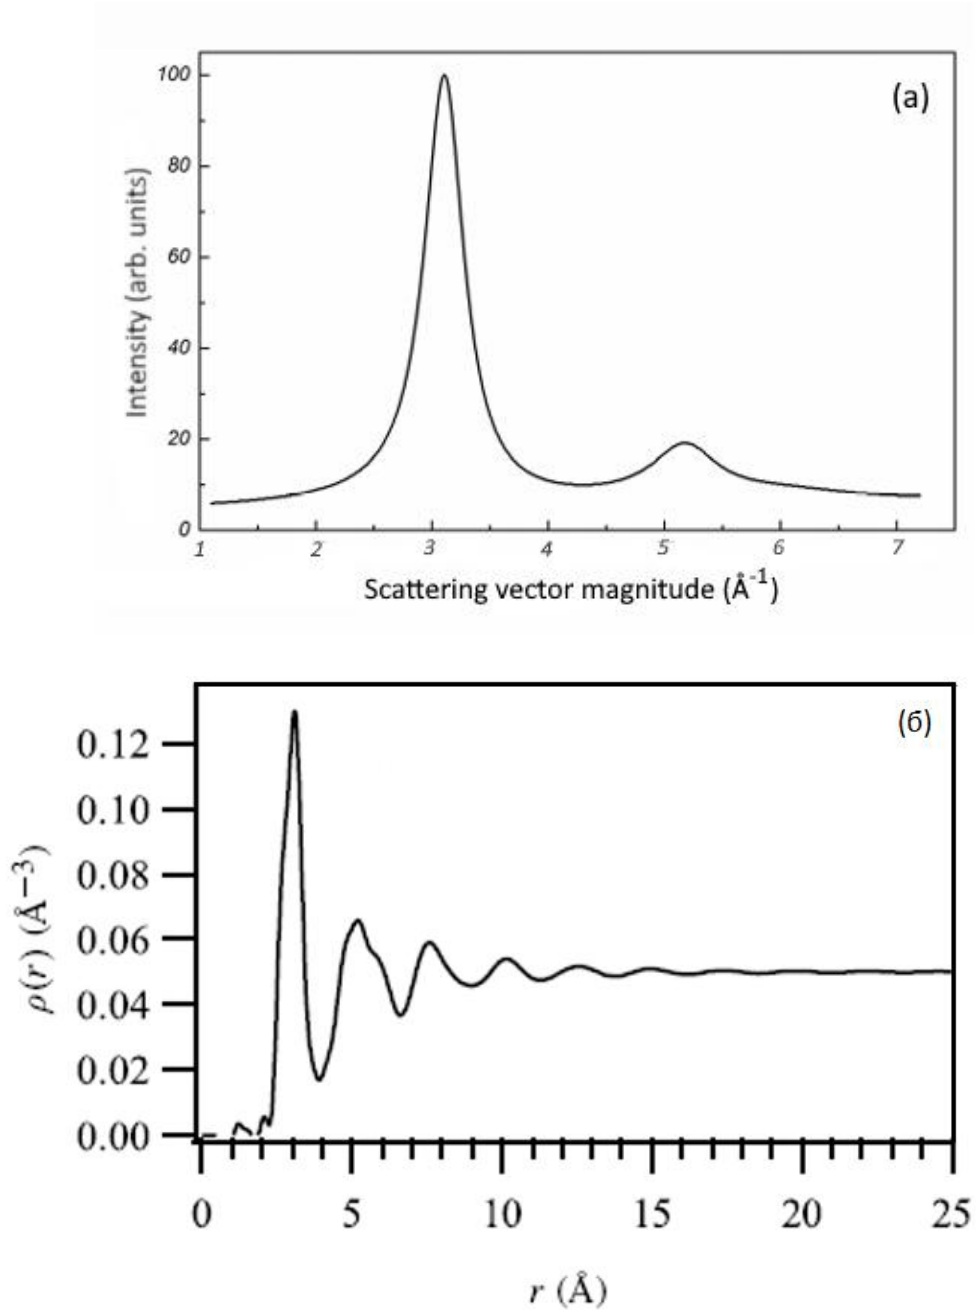 (a)
100
80
60
40
20
0
Intensity (arb. units)
1 2 3 4 5 6 7
Scattering vector magnitude (Å⁻¹)
(б)
0.12
0.10
0.08
0.06
0.04
0.02
0.00
ρ(r) (Å⁻³)
0 5 10 15 20 25
r (Å)